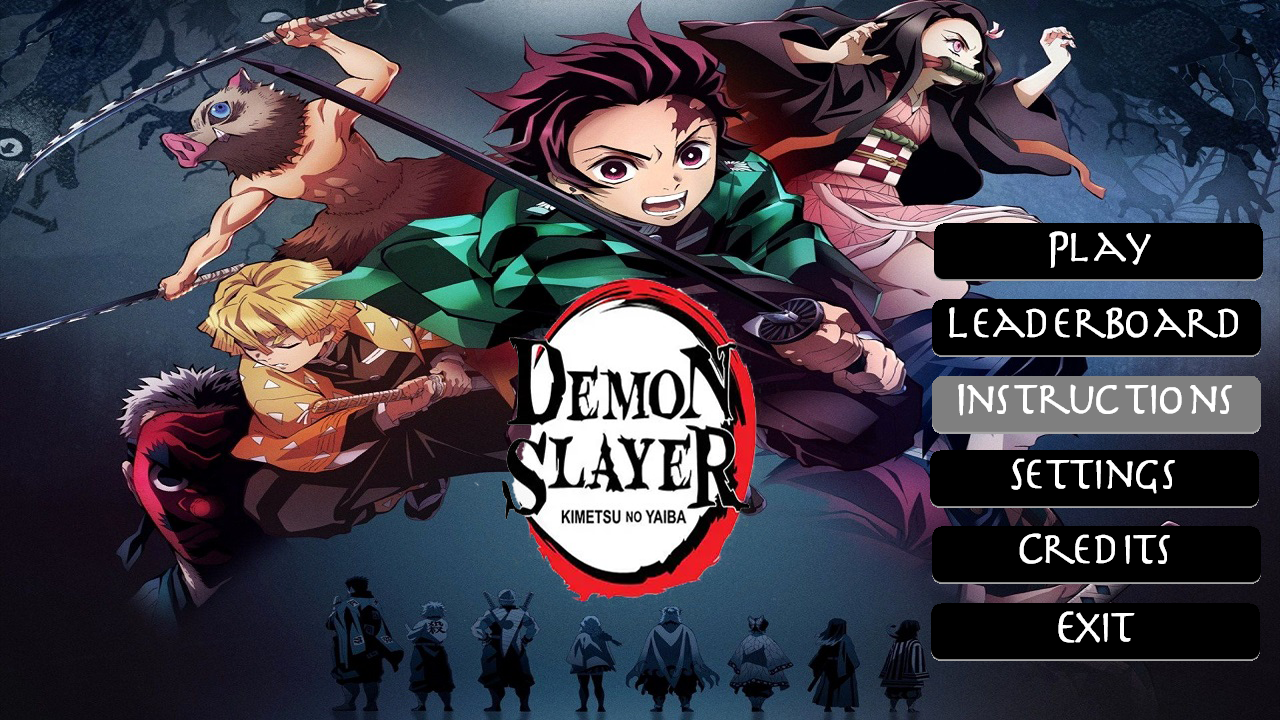 DEMON
SLAYER
KIMETSU NO YAIBA
PLAY
LEADERBOARD
INSTRUCTIONS
SETTINGS
CREDITS
EXIT